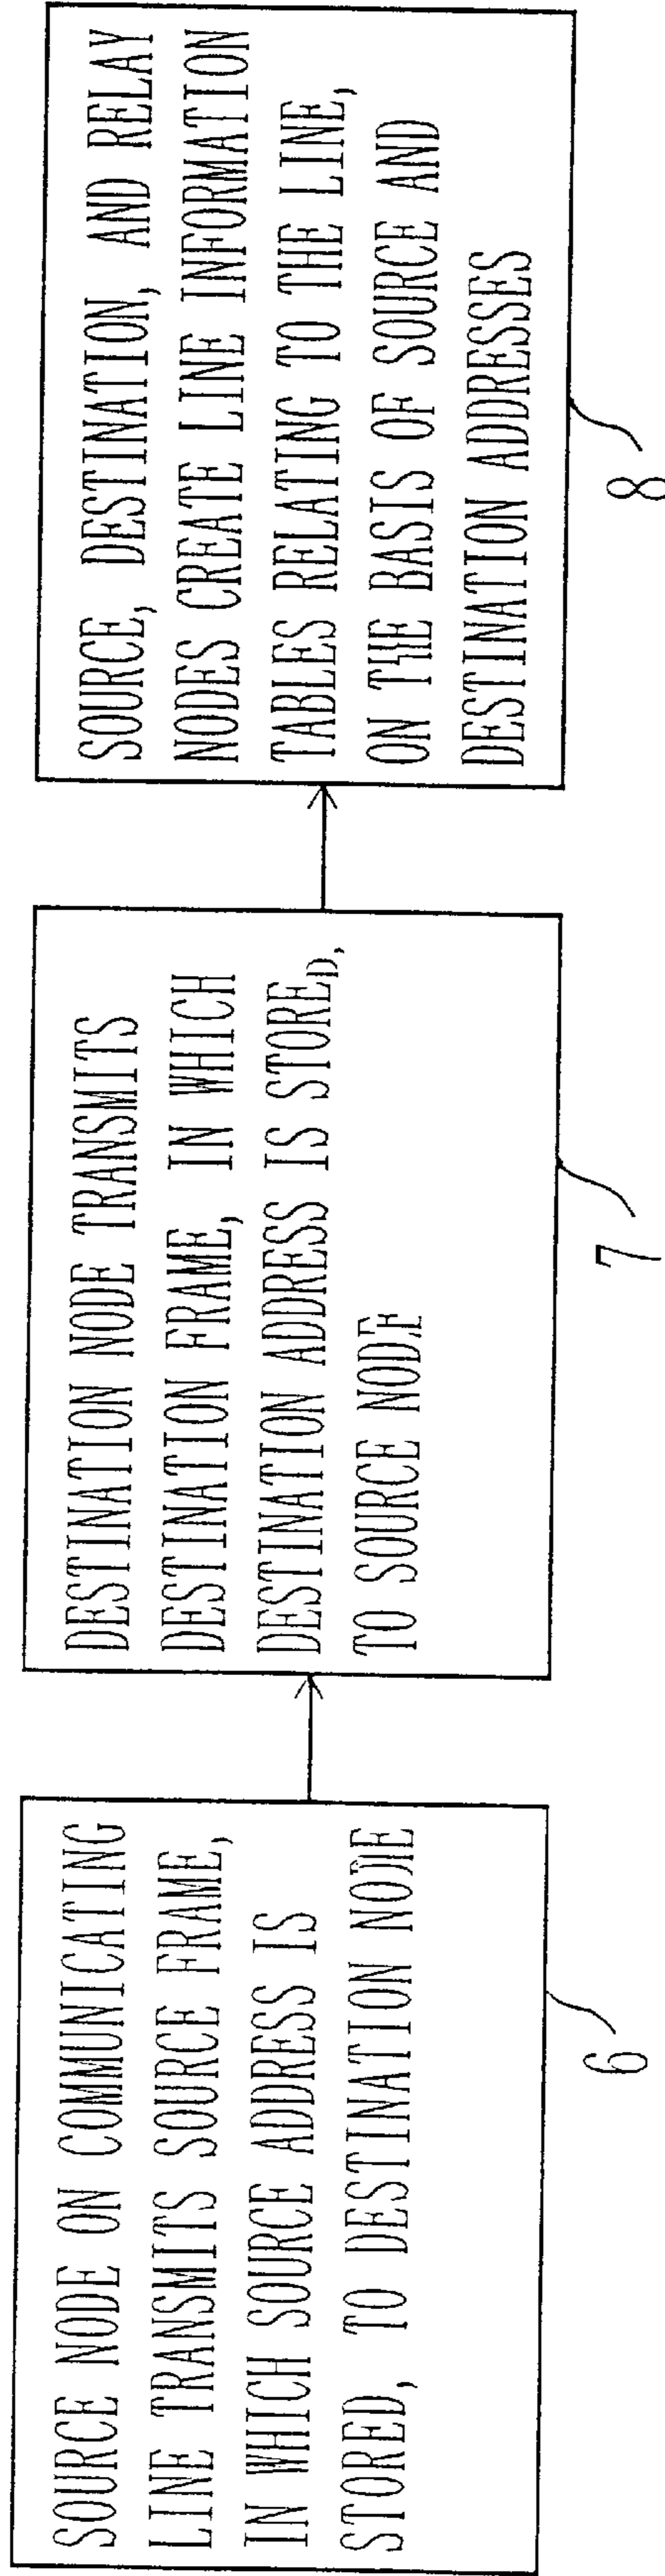 SOURCE NODE ON COMMUNICATING
LINE TRANSMITS SOURCE FRAME,
IN WHICH SOURCE ADDRESS IS
STORED, TO DESTINATION NODE
6
DESTINATION NODE TRANSMITS
DESTINATION FRAME, IN WHICH
DESTINATION ADDRESS IS STORED,
TO SOURCE NODE
7
SOURCE, DESTINATION, AND RELAY
NODES CREATE LINE INFORMATION
TABLES RELATING TO THE LINE,
ON THE BASIS OF SOURCE AND
DESTINATION ADDRESSES
8